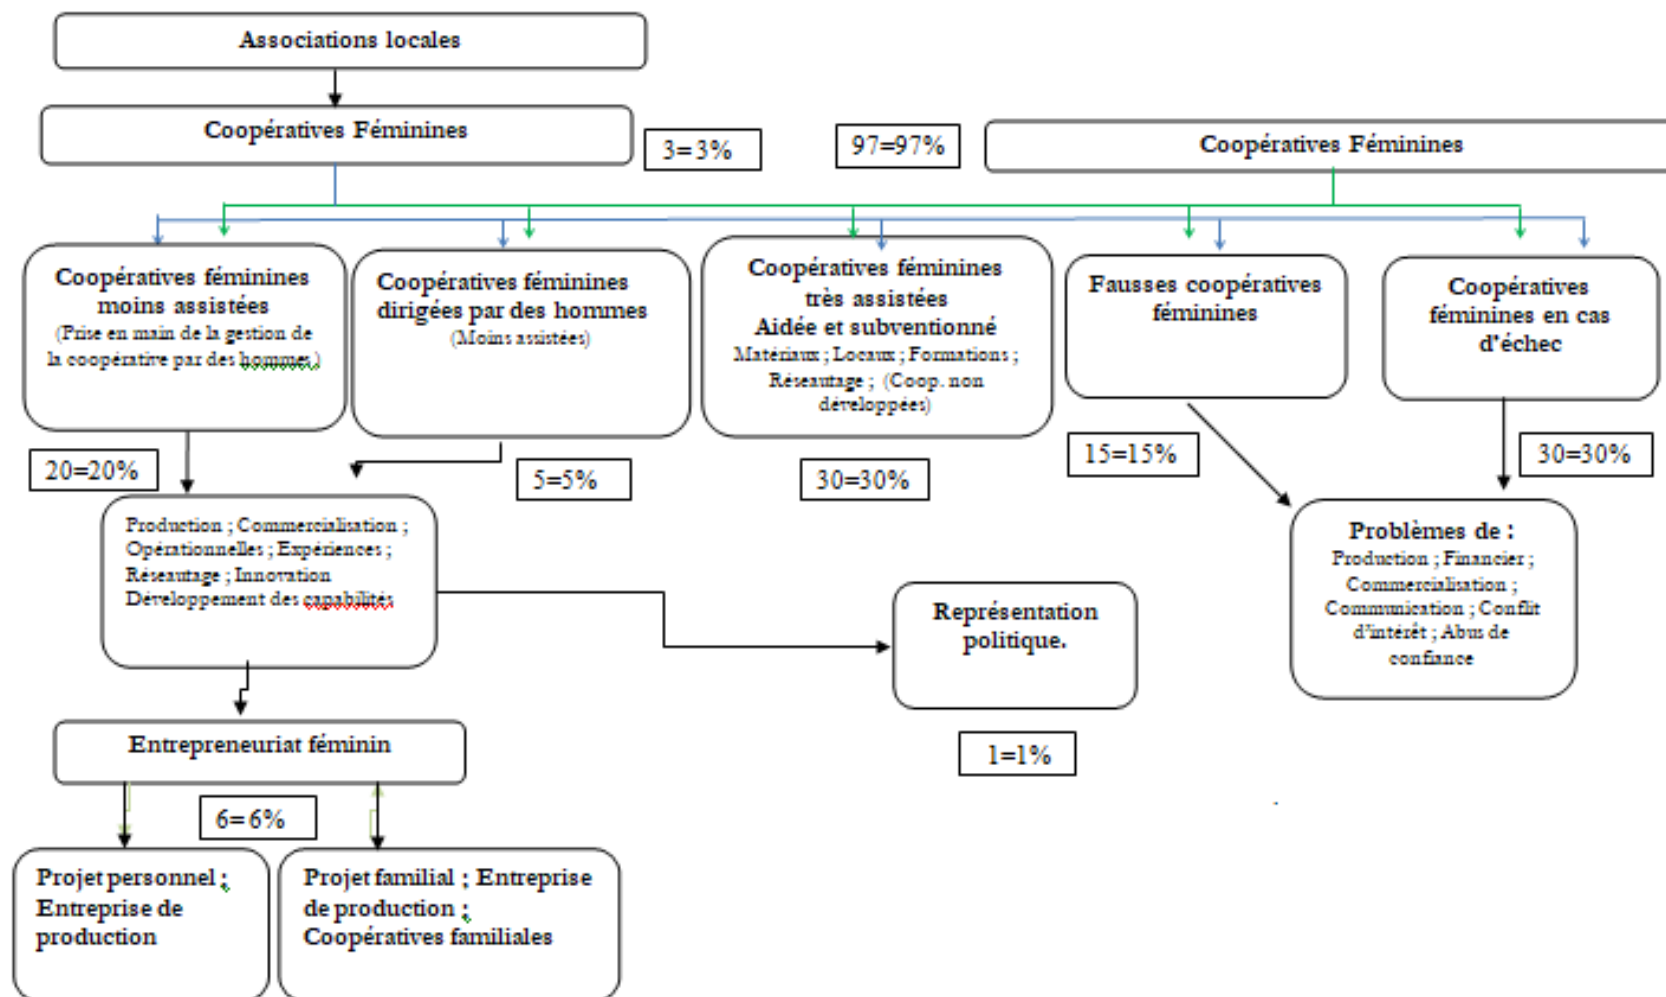 Associations locales
Coopératives Féminines
3=3%
97=97%
Coopératives Féminines
Coopératives féminines
moins assistées
(Prise en main de la gestion de
la coopérative par des hommes.)
Coopératives féminines
dirigées par des hommes
(Moins assistées)
Coopératives féminines
très assistées
Aidée et subventionné
Matériaux ; Locaux ; Formations ;
Réseautage ; (Coop. non
développées)
Fausses coopératives
féminines
Coopératives
féminines en cas
d'échec
20=20%
5=5%
30=30%
15=15%
30=30%
Production ; Commercialisation ;
Opérationnelles ; Expériences ;
Réseautage ; Innovation
Développement des capabilités
Problèmes de :
Production ; Financier ;
Commercialisation ;
Communication ; Conflit
d'intérêt ; Abus de
confiance
Représentation
politique.
1=1%
Entrepreneuriat féminin
6=6%
Projet personnel ;
Entreprise de
production
Projet familial ; Entreprise
de production ;
Coopératives familiales